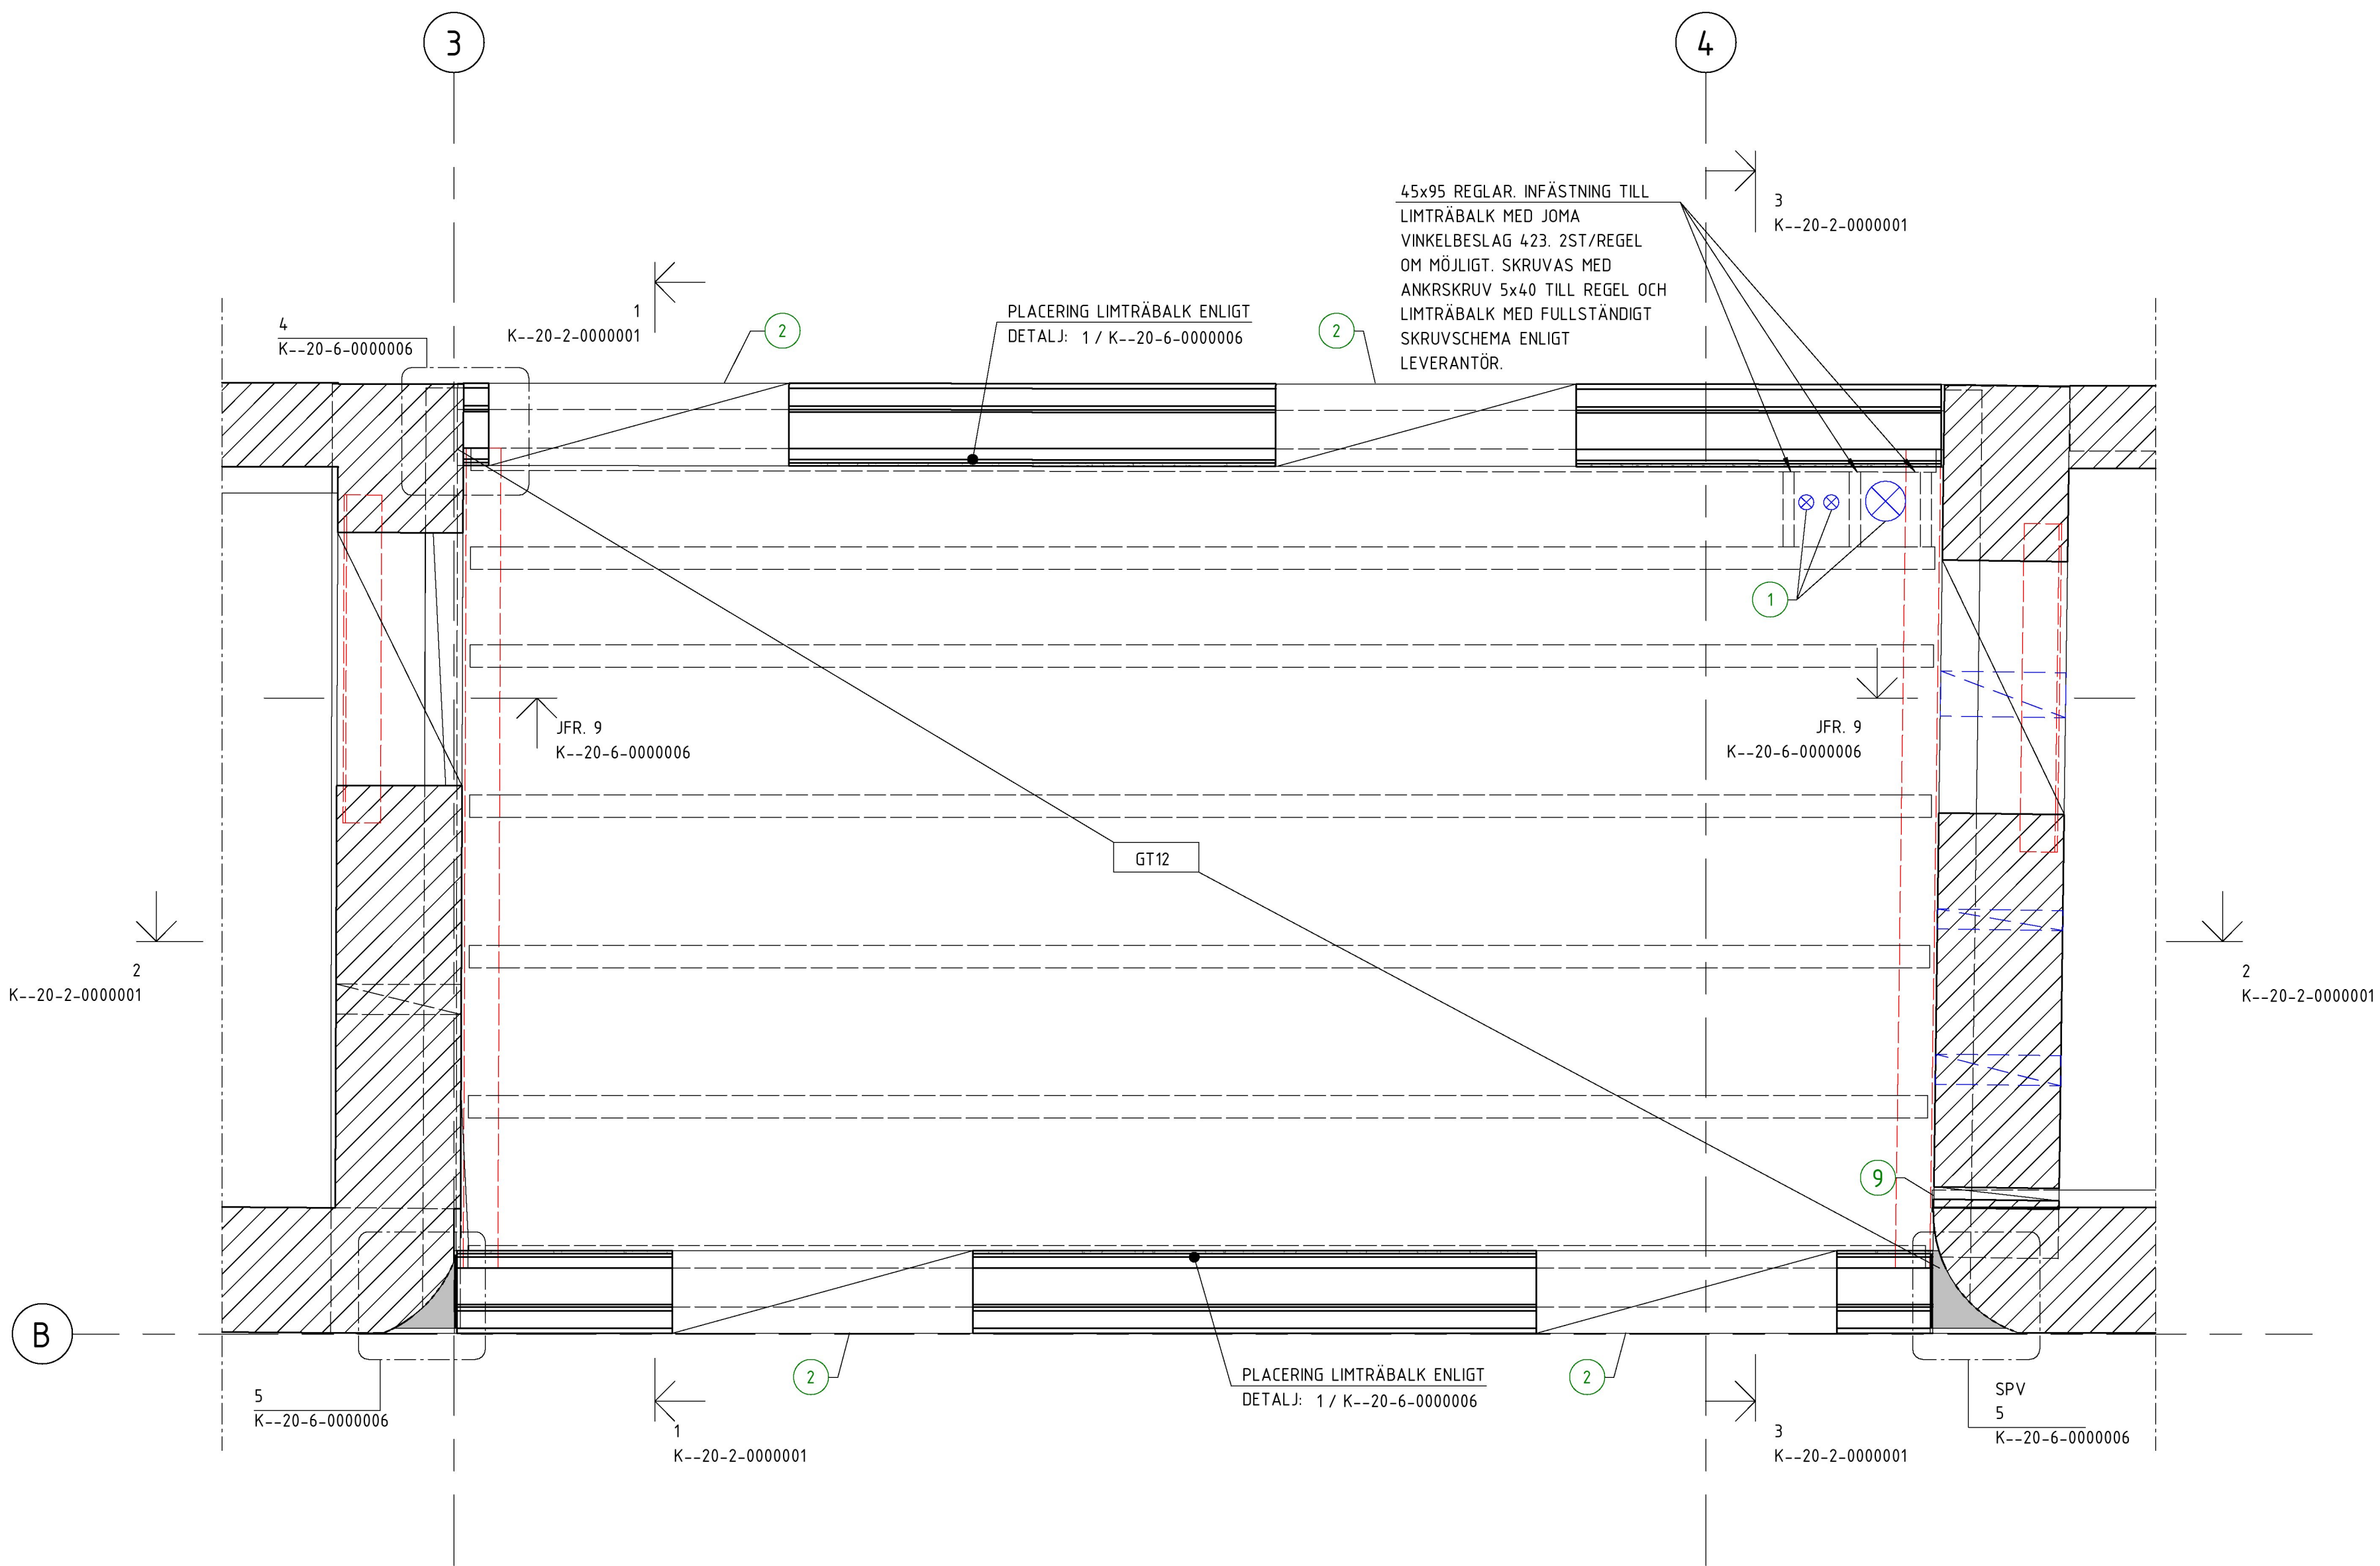 3
4
45x95 REGLAR. INFÄSTNING TILL
LIMTRÄBALK MED JOMA
VINKELBESLAG 423. 2ST/REGEL
OM MÖJLIGT. SKRUVAS MED
ANKRSKRUV 5x40 TILL REGEL OCH
LIMTRÄBALK MED FULLSTÄNDIGT
SKRUVSCHEMA ENLIGT
LEVERANTÖR.
3
K--20-2-0000001
1
K--20-2-0000001
4
K--20-6-0000006
2
PLACERING LIMTRÄBALK ENLIGT
DETALJ: 1 / K--20-6-0000006
2
1
JFR. 9
K--20-6-0000006
JFR. 9
K--20-6-0000006
GT12
2
K--20-2-0000001
2
K--20-2-0000001
9
B
2
PLACERING LIMTRÄBALK ENLIGT
DETALJ: 1 / K--20-6-0000006
2
5
K--20-6-0000006
1
K--20-2-0000001
3
K--20-2-0000001
SPV
5
K--20-6-0000006